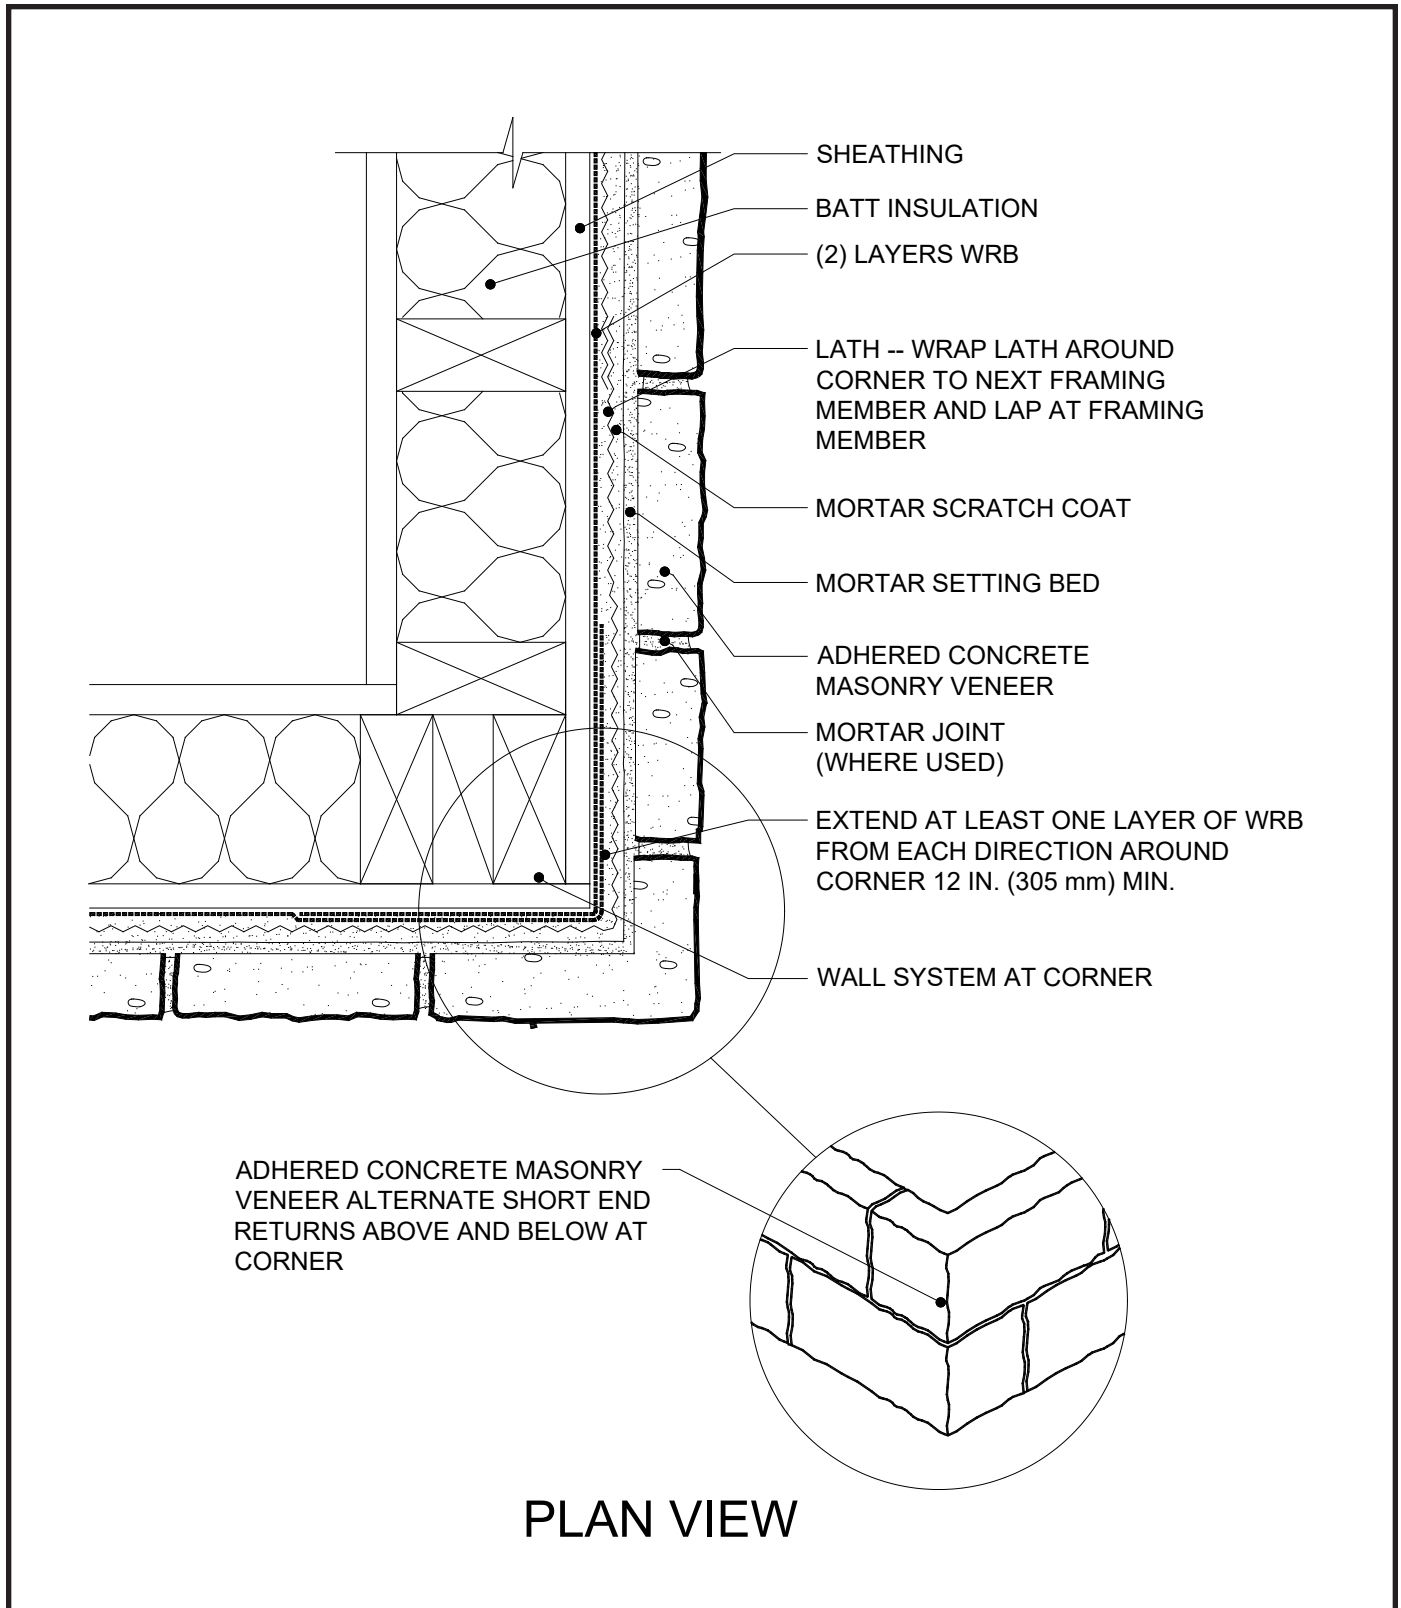 SHEATHING
BATT INSULATION
(2) LAYERS WRB
LATH -- WRAP LATH AROUND
CORNER TO NEXT FRAMING
MEMBER AND LAP AT FRAMING
MEMBER
MORTAR SCRATCH COAT
MORTAR SETTING BED
ADHERED CONCRETE
MASONRY VENEER
MORTAR JOINT
(WHERE USED)
EXTEND AT LEAST ONE LAYER OF WRB
FROM EACH DIRECTION AROUND
CORNER 12 IN. (305 mm) MIN.
WALL SYSTEM AT CORNER
ADHERED CONCRETE MASONRY
VENEER ALTERNATE SHORT END
RETURNS ABOVE AND BELOW AT
CORNER
PLAN VIEW